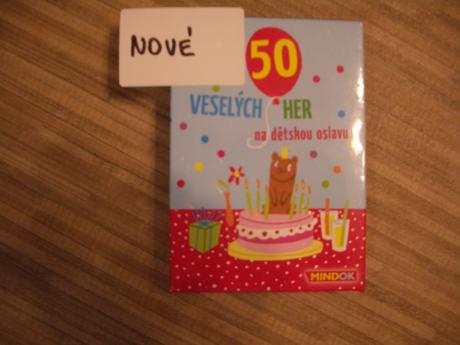 NOVÉ
50
VESELÝCH HER
na dětskou oslavu
MINDOK